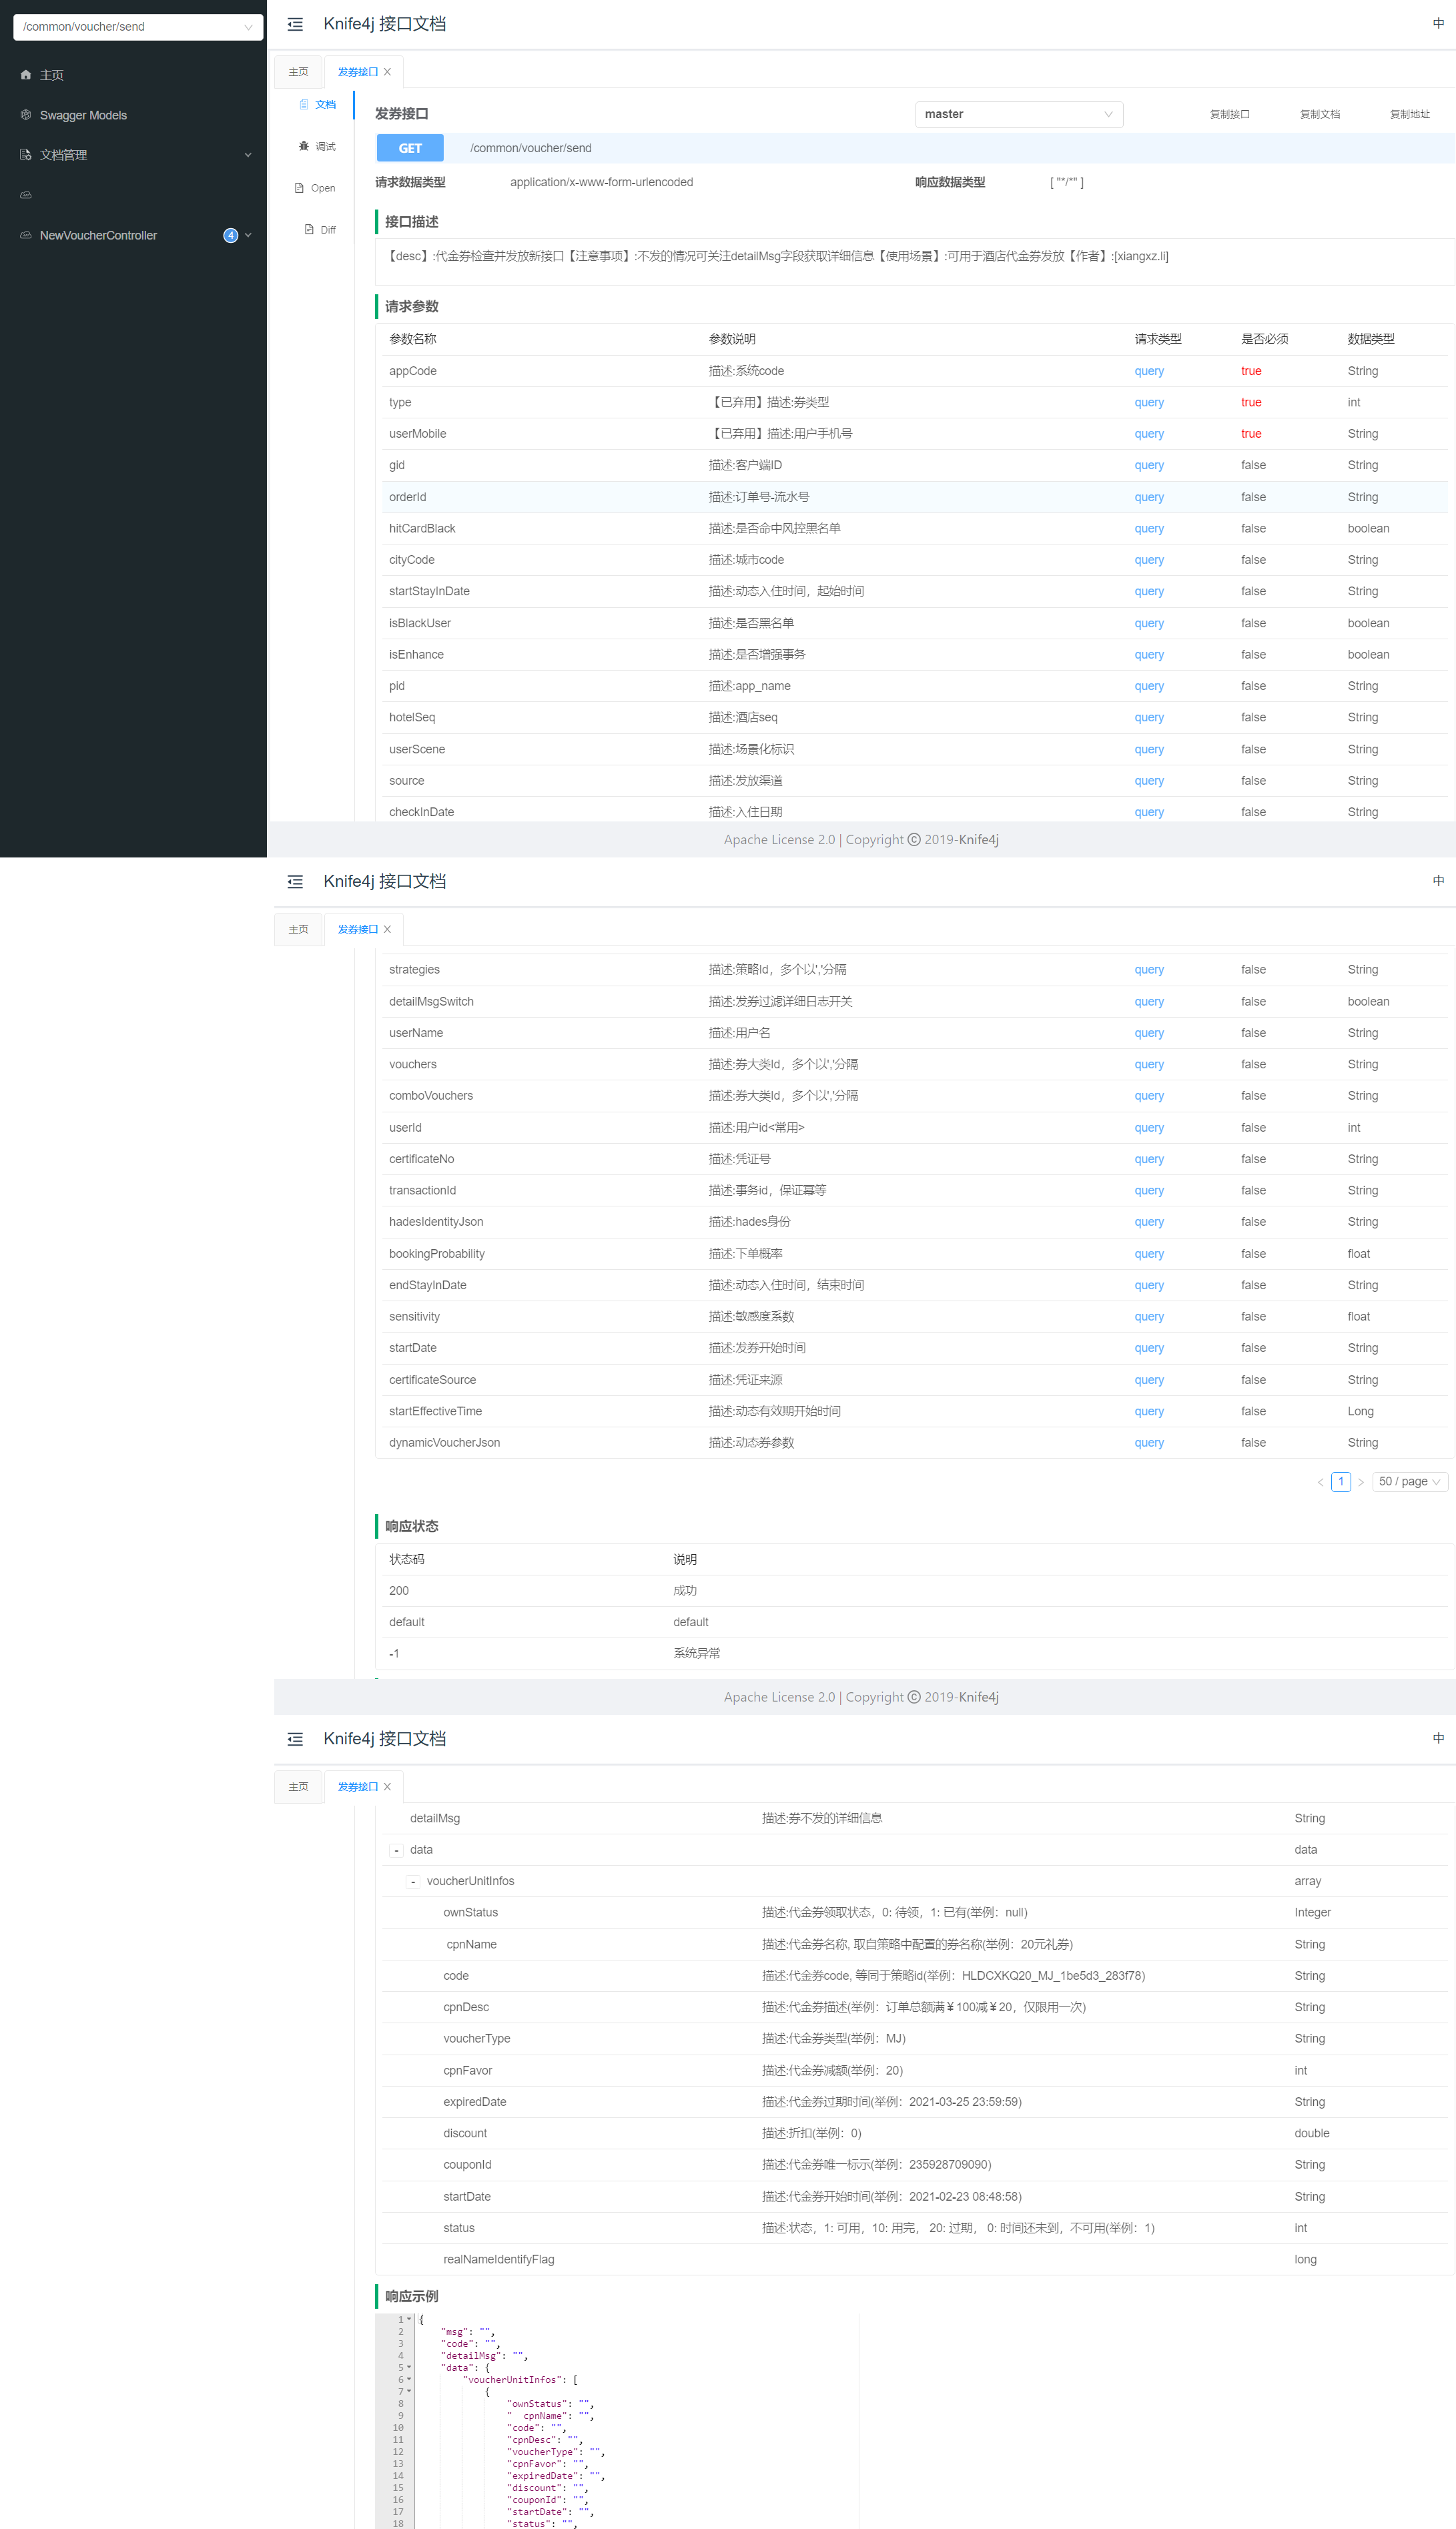 /common/voucher/send
主页
Swagger Models
文档管理
NewVoucherController 4
Knife4j 接口文档 中
主页 发券接口
文档
调试
Open
Diff
发券接口 master 复制接口 复制文档 复制地址
GET /common/voucher/send
请求数据类型 application/x-www-form-urlencoded 响应数据类型 [ "*/*" ]
接口描述
【desc】:代金券检查并发放新接口【注意事项】:不发的情况可关注detailMsg字段获取详细信息【使用场景】:可用于酒店代金券发放【作者】:[xiangxz.li]
请求参数
参数名称 参数说明 请求类型 是否必须 数据类型
appCode 描述:系统code query true String
type 【已弃用】描述:券类型 query true int
userMobile 【已弃用】描述:用户手机号 query true String
gid 描述:客户端ID query false String
orderId 描述:订单号-流水号 query false String
hitCardBlack 描述:是否命中风控黑名单 query false boolean
cityCode 描述:城市code query false String
startStayInDate 描述:动态入住时间，起始时间 query false String
isBlackUser 描述:是否黑名单 query false boolean
isEnhance 描述:是否增强事务 query false boolean
pid 描述:app_name query false String
hotelSeq 描述:酒店seq query false String
userScene 描述:场景化标识 query false String
source 描述:发放渠道 query false String
checkInDate 描述:入住日期 query false String
Apache License 2.0 | Copyright © 2019-Knife4j
Knife4j 接口文档 中
主页 发券接口
strategies 描述:策略Id，多个以','分隔 query false String
detailMsgSwitch 描述:发券过滤详细日志开关 query false boolean
userName 描述:用户名 query false String
vouchers 描述:券大类Id，多个以','分隔 query false String
comboVouchers 描述:券大类Id，多个以','分隔 query false String
userId 描述:用户id<常用> query false int
certificateNo 描述:凭证号 query false String
transactionId 描述:事务id，保证幂等 query false String
hadesIdentityJson 描述:hades身份 query false String
bookingProbability 描述:下单概率 query false float
endStayInDate 描述:动态入住时间，结束时间 query false String
sensitivity 描述:敏感度系数 query false float
startDate 描述:发券开始时间 query false String
certificateSource 描述:凭证来源 query false String
startEffectiveTime 描述:动态有效期开始时间 query false Long
dynamicVoucherJson 描述:动态券参数 query false String
< 1 > 50 / page
响应状态
状态码 说明
200 成功
default default
-1 系统异常
Apache License 2.0 | Copyright © 2019-Knife4j
Knife4j 接口文档 中
主页 发券接口
detailMsg 描述:券不发的详细信息 String
- data data
- voucherUnitInfos array
ownStatus 描述:代金券领取状态，0: 待领，1: 已有(举例：null) Integer
cpnName 描述:代金券名称, 取自策略中配置的券名称(举例：20元礼券) String
code 描述:代金券code, 等同于策略id(举例：HLDCXKQ20_MJ_1be5d3_283f78) String
cpnDesc 描述:代金券描述(举例：订单总额满￥100减￥20，仅限用一次) String
voucherType 描述:代金券类型(举例：MJ) String
cpnFavor 描述:代金券减额(举例：20) int
expiredDate 描述:代金券过期时间(举例：2021-03-25 23:59:59) String
discount 描述:折扣(举例：0) double
couponId 描述:代金券唯一标示(举例：235928709090) String
startDate 描述:代金券开始时间(举例：2021-02-23 08:48:58) String
status 描述:状态，1: 可用，10: 用完， 20: 过期， 0: 时间还未到，不可用(举例：1) int
realNameIdentifyFlag long
响应示例
1 {
2 "msg": "",
3 "code": "",
4 "detailMsg": "",
5 "data": {
6 "voucherUnitInfos": [
7 {
8 "ownStatus": "",
9 "  cpnName": "",
10 "code": "",
11 "cpnDesc": "",
12 "voucherType": "",
13 "cpnFavor": "",
14 "expiredDate": "",
15 "discount": "",
16 "couponId": "",
17 "startDate": "",
18 "status": "",